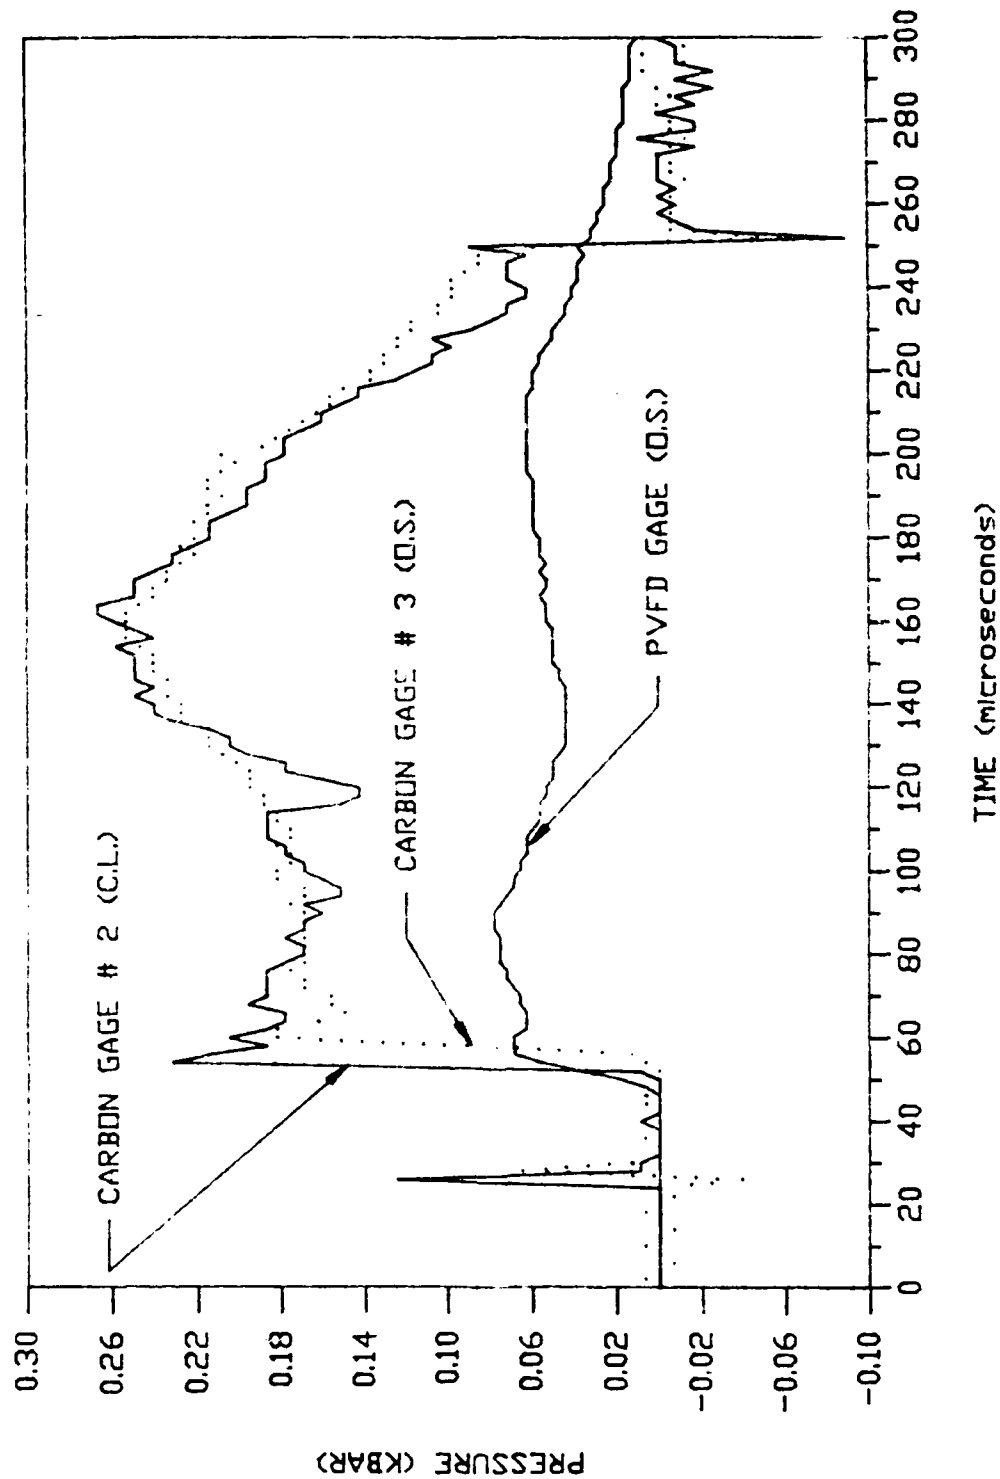 PRESSURE (KBAR)
0.30
0.26
0.22
0.18
0.14
0.10
0.06
0.02
-0.02
-0.06
-0.10
CARBON GAGE # 2 (C.L.)
CARBON GAGE # 3 (O.S.)
PVFD GAGE (O.S.)
0 20 40 60 80 100 120 140 160 180 200 220 240 260 280 300
TIME (microseconds)